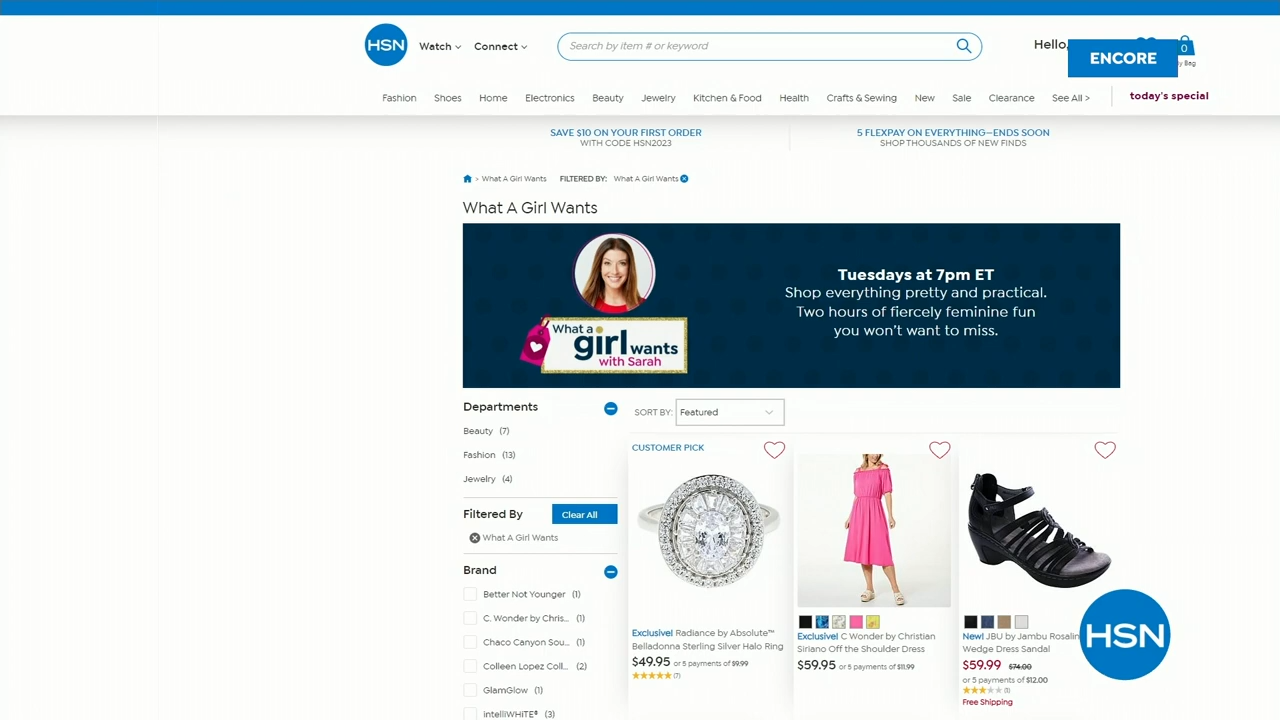 HSN
Watch
Connect
Search by item # or keyword
Hello,
ENCORE
0
Bag
Fashion
Shoes
Home
Electronics
Beauty
Jewelry
Kitchen & Food
Health
Crafts & Sewing
New
Sale
Clearance
See All >
today's special
SAVE $10 ON YOUR FIRST ORDER
WITH CODE HSN2023
5 FLEXPAY ON EVERYTHING—ENDS SOON
SHOP THOUSANDS OF NEW FINDS
> What A Girl Wants
FILTERED BY: What A Girl Wants
What A Girl Wants
What a
girl wants
with Sarah
Tuesdays at 7pm ET
Shop everything pretty and practical.
Two hours of fiercely feminine fun
you won't want to miss.
Departments
Beauty (7)
Fashion (13)
Jewelry (4)
Filtered By
Clear All
What A Girl Wants
Brand
Better Not Younger (1)
C. Wonder by Chris... (1)
Chaco Canyon Sou... (1)
Colleen Lopez Coll... (2)
GlamGlow (1)
intelliWHiTE® (3)
SORT BY: Featured
CUSTOMER PICK
Exclusive! Radiance by Absolute™
Belladonna Sterling Silver Halo Ring
$49.95 or 5 payments of $9.99
(7)
Exclusive! C Wonder by Christian
Siriano Off the Shoulder Dress
$59.95 or 5 payments of $11.99
New! JBU by Jambu Rosalin
Wedge Dress Sandal
$59.99 $74.00
or 5 payments of $12.00
(1)
Free Shipping
HSN